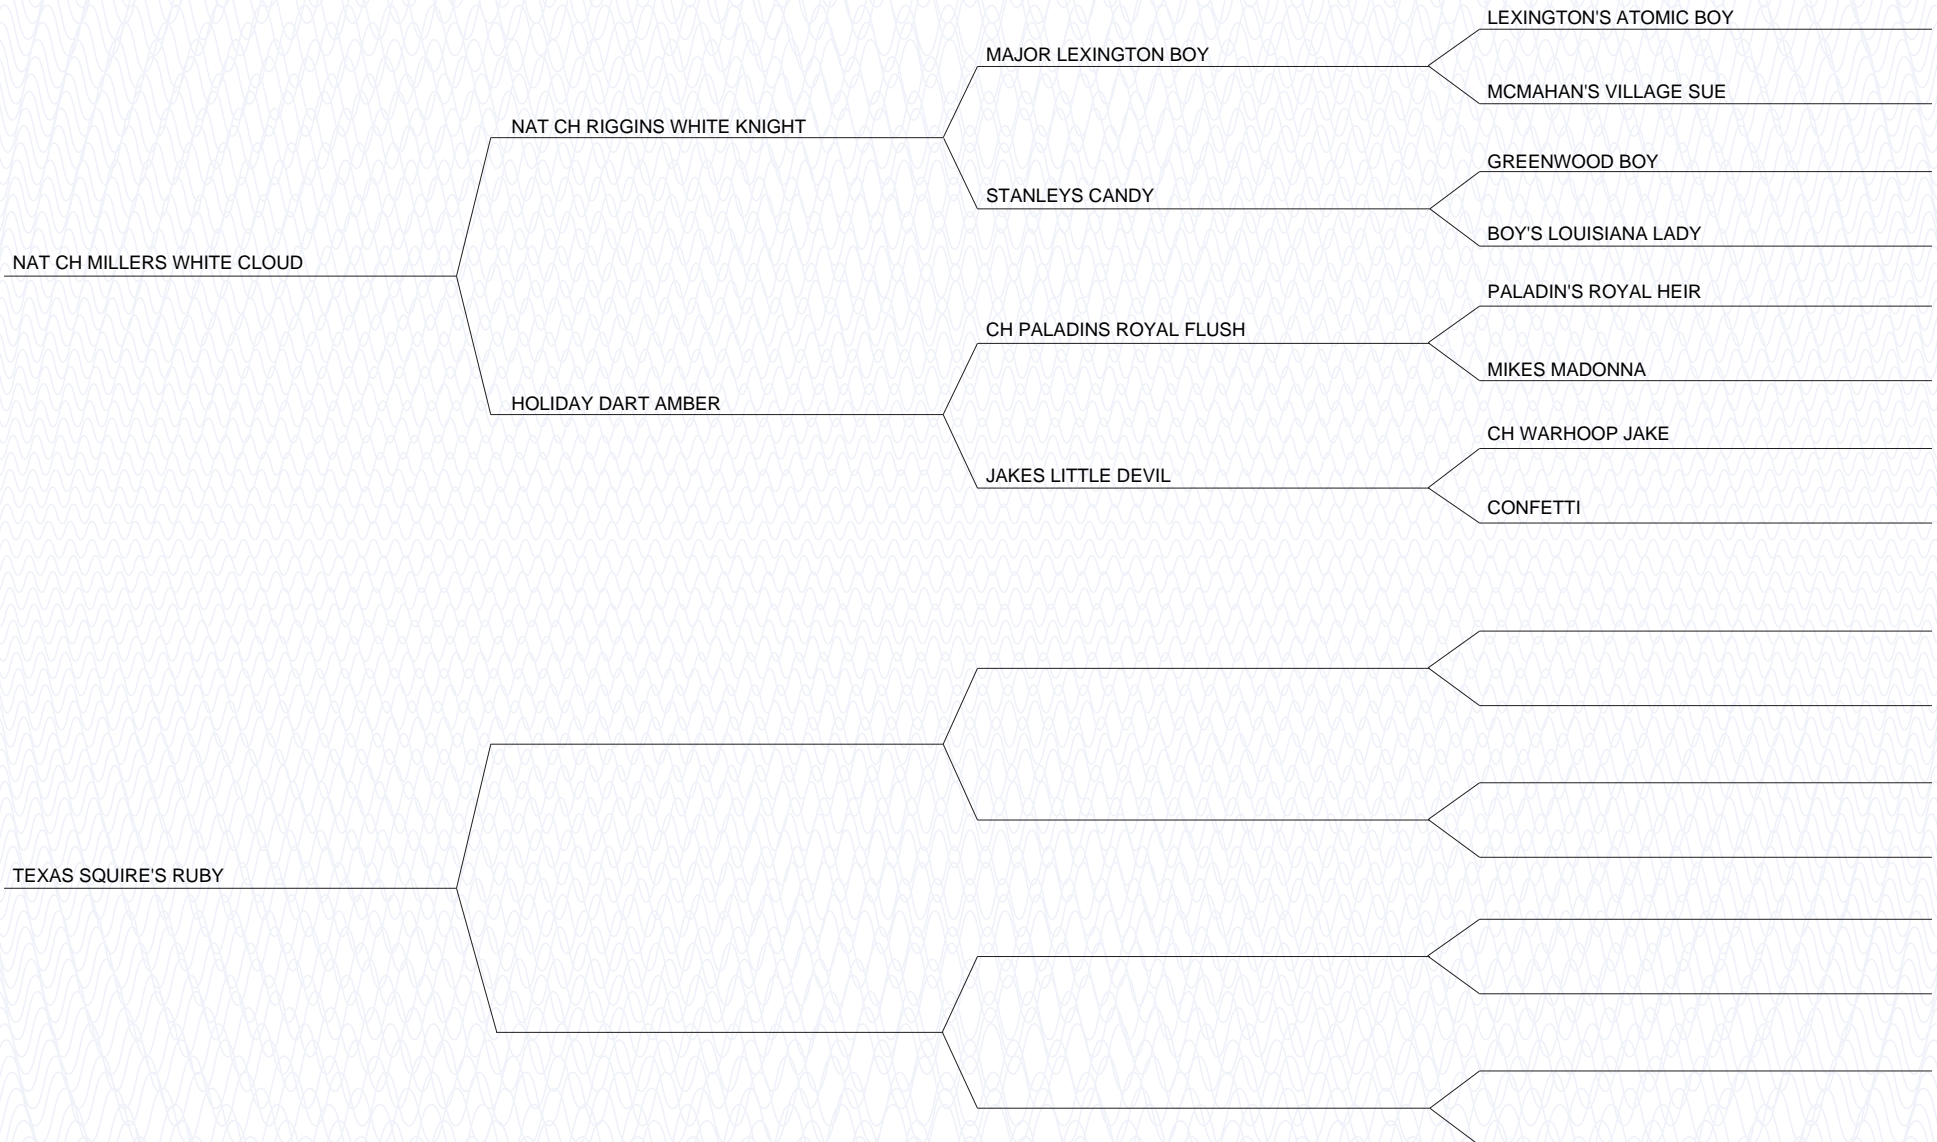 LEXINGTON'S ATOMIC BOY
MAJOR LEXINGTON BOY
MCMAHAN'S VILLAGE SUE
NAT CH RIGGINS WHITE KNIGHT
GREENWOOD BOY
STANLEYS CANDY
BOY'S LOUISIANA LADY
NAT CH MILLERS WHITE CLOUD
PALADIN'S ROYAL HEIR
CH PALADINS ROYAL FLUSH
MIKES MADONNA
HOLIDAY DART AMBER
CH WARHOOP JAKE
JAKES LITTLE DEVIL
CONFETTI
TEXAS SQUIRE'S RUBY